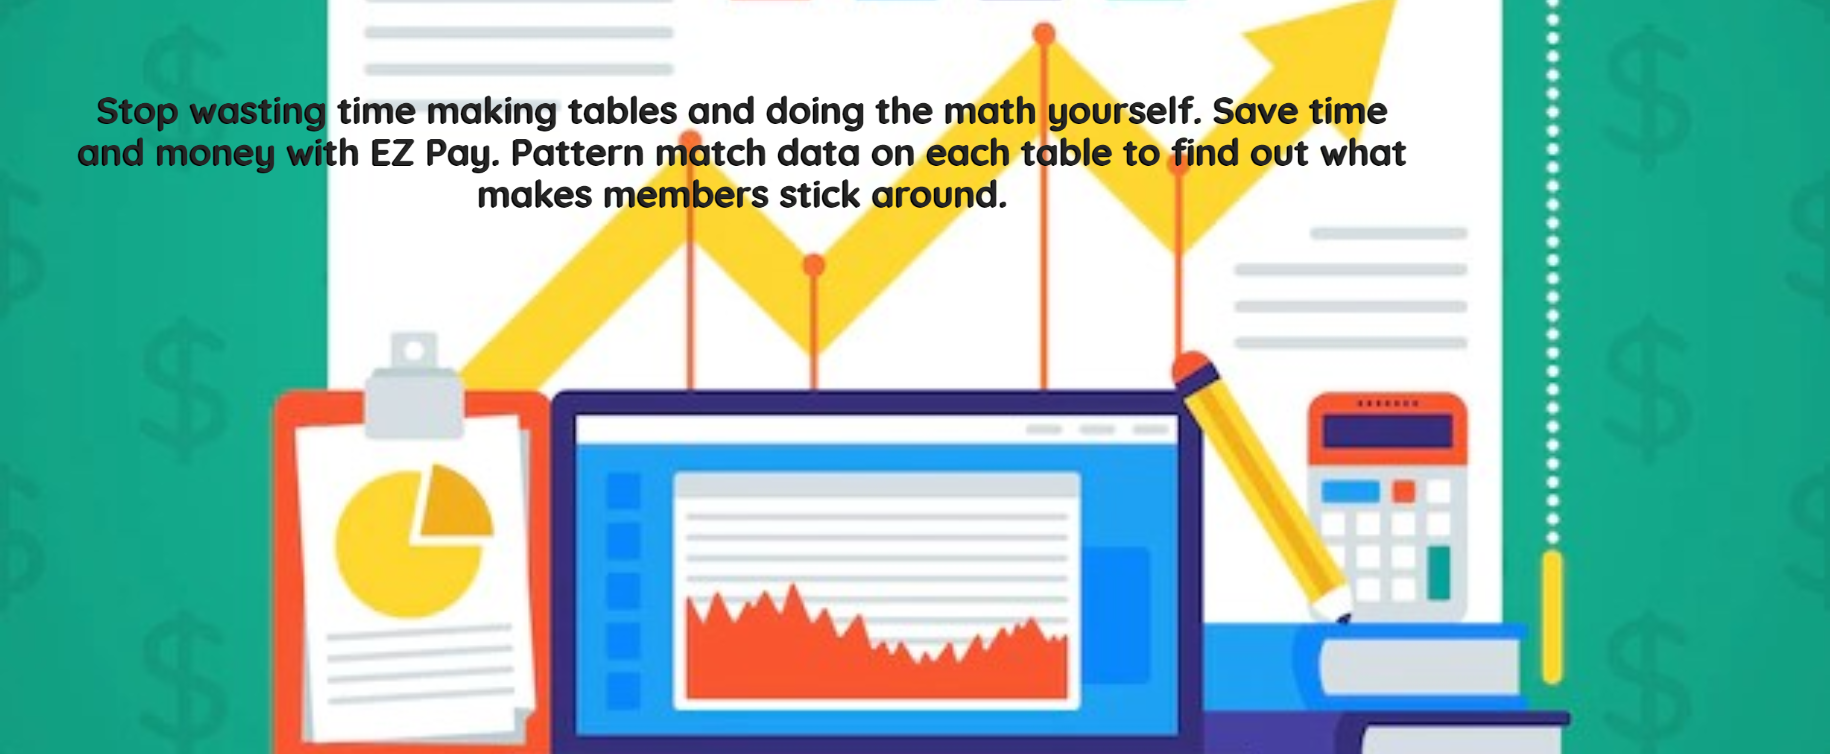 Stop wasting time making tables and doing the math yourself. Save time
and money with EZ Pay. Pattern match data on each table to find out what
makes members stick around.